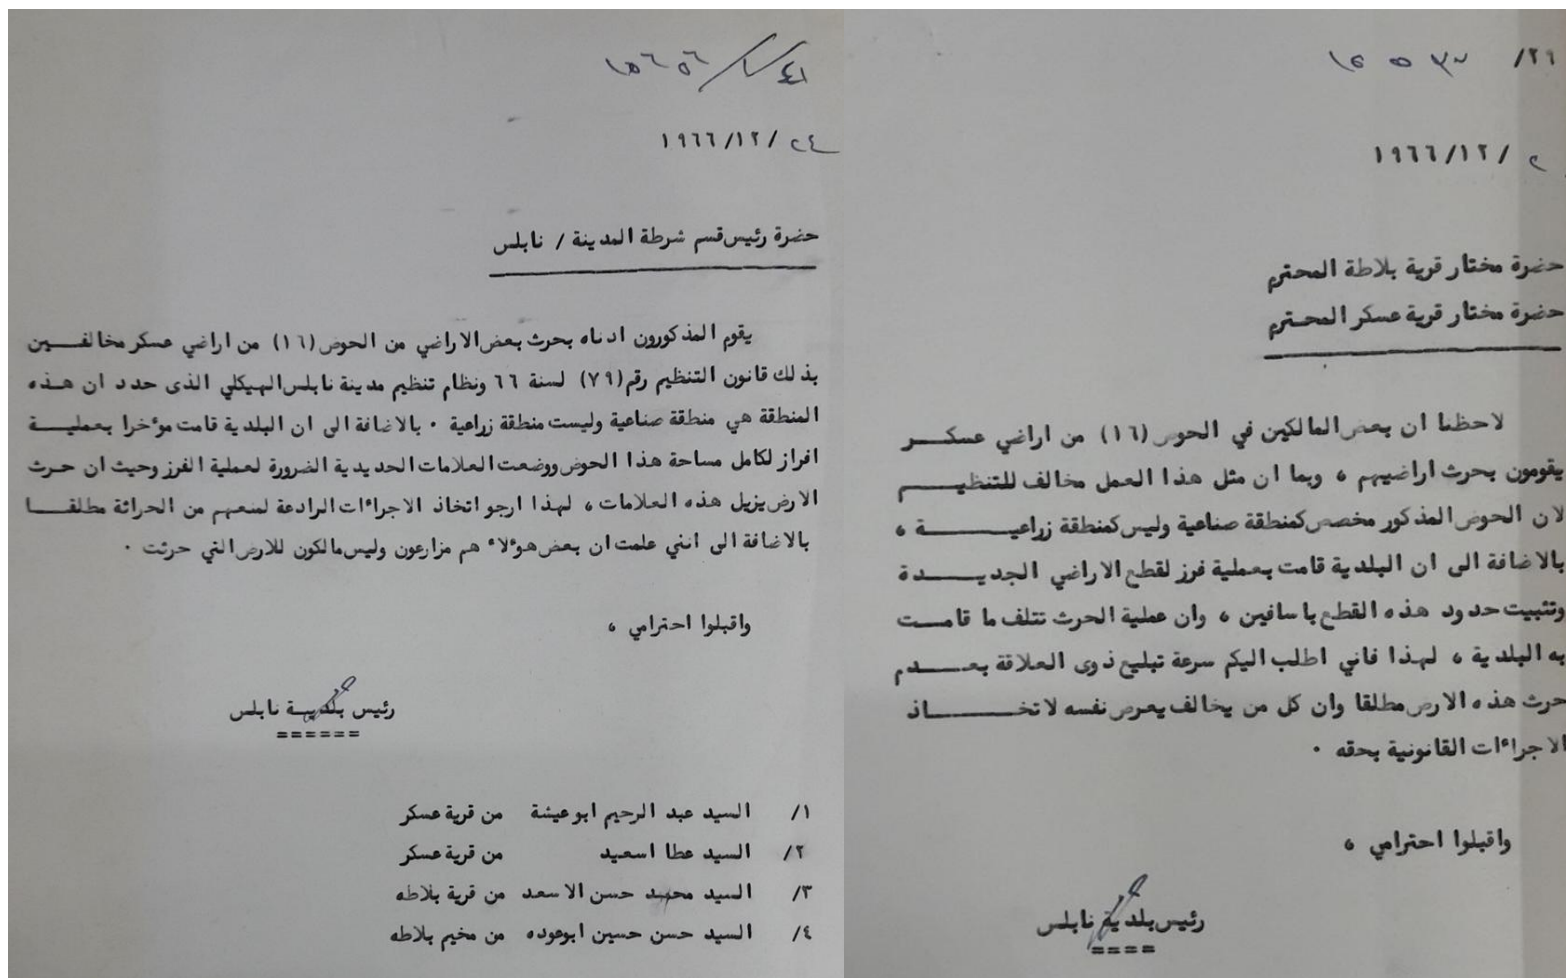 ٢٤ /١٩٦٦/١٢
حضرة رئيس قسم شرطة المدينة / نابلس
يقوم المذكورون ادناه بحرث بعض الاراضي من الحوض (١٦) من اراضي عسكر مخالفين
بذلك قانون التنظيم رقم (٧٩) لسنة ٦٦ ونظام تنظيم مدينة نابلس الهيكلي الذى حدد ان هذه
المنطقة هي منطقة صناعية وليست منطقة زراعية ٠ بالاضافة الى ان البلدية قامت موءخرا بعملية
افراز لكامل مساحة هذا الحوض ووضعت العلامات الحديدية الضرورة لعملية الفرز وحيث ان حرث
الارض يزيل هذه العلامات ، لهذا ارجو اتخاذ الاجراءات الرادعة لمنعهم من الحراثة مطلقا
بالاضافة الى انني علمت ان بعض هوءلاء هم مزارعون وليس مالكون للارض التي حرثت ٠
واقبلوا احترامي ،
رئيس بلدية نابلس
======
١/ السيد عبد الرحيم ابو عيشة من قرية عسكر
٢/ السيد عطا اسعيد من قرية عسكر
٣/ السيد محمد حسن الاسعد من قرية بلاطه
٤/ السيد حسن حسين ابوعوده من مخيم بلاطه
٢ /١٩٦٦/١٢
حضرة مختار قرية بلاطة المحترم
حضرة مختار قرية عسكر المحترم
لاحظنا ان بعض المالكين في الحوض (١٦) من اراضي عسكر
يقومون بحرث اراضيهم ، وبما ان مثل هذا العمل مخالف للتنظيم
لان الحوض المذكور مخصص كمنطقة صناعية وليس كمنطقة زراعية ،
بالاضافة الى ان البلدية قامت بعملية فرز لقطع الاراضي الجديدة
وتثبيت حدود هذه القطع باسافين ، وان عملية الحرث تتلف ما قامت
به البلدية ، لهذا فاني اطلب اليكم سرعة تبليغ ذوى العلاقة بعدم
حرث هذه الارض مطلقا وان كل من يخالف يعرض نفسه لاتخاذ
الاجراءات القانونية بحقه ٠
واقبلوا احترامي ،
رئيس بلدية نابلس
====